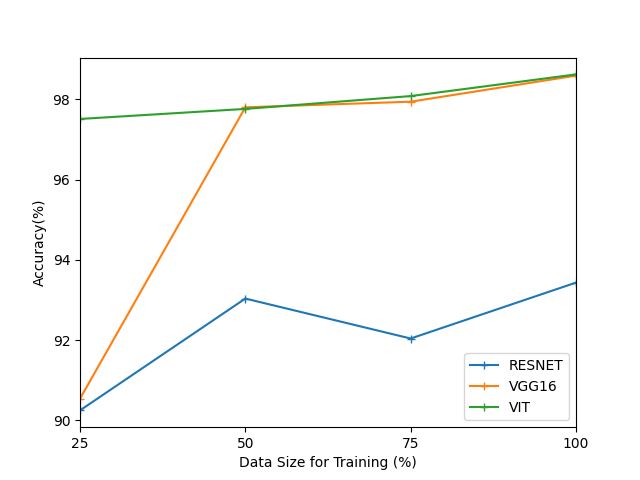 98
96
94
92
90
25 50 75 100
Accuracy(%)
Data Size for Training (%)
RESNET
VGG16
VIT